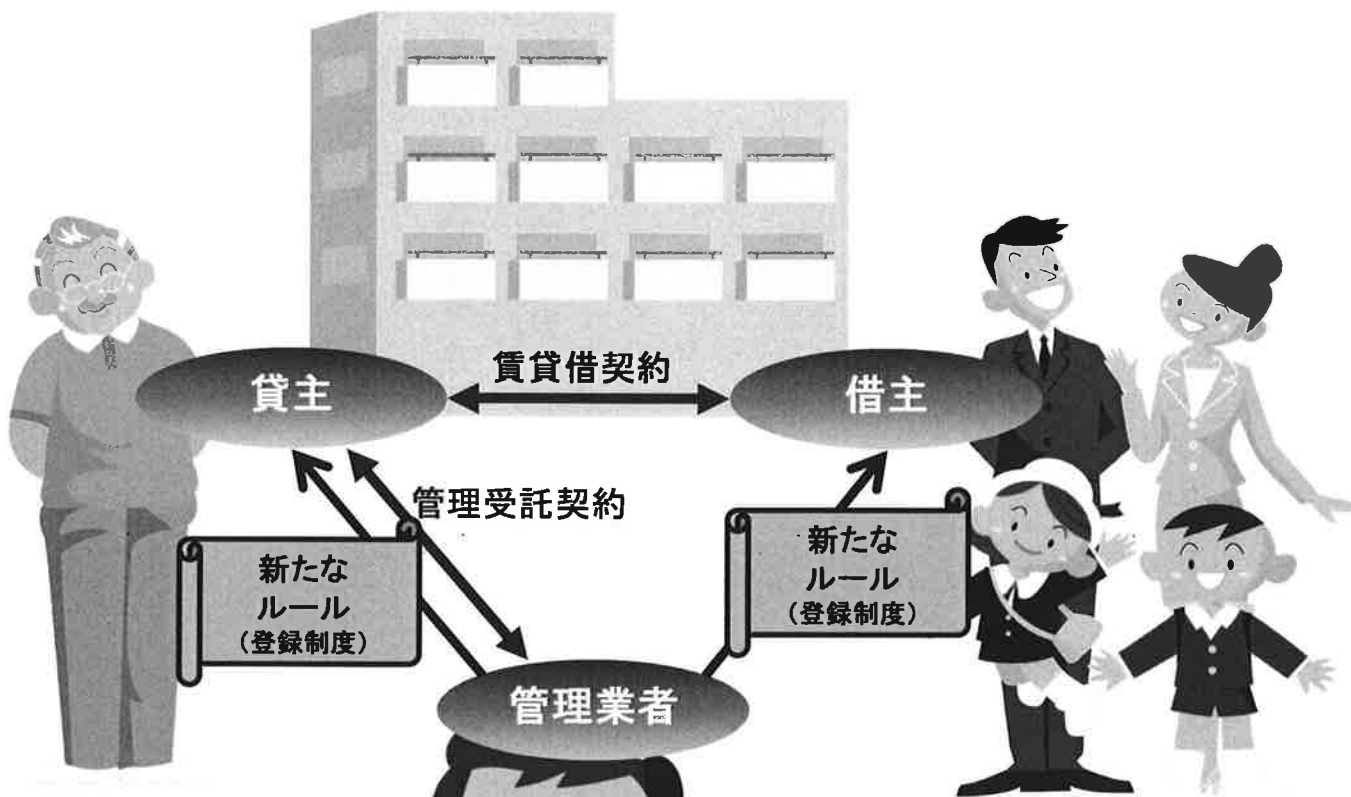 賃貸借契約
貸主
借主
管理受託契約
新たな
ルール
(登録制度)
新たな
ルール
(登録制度)
管理業者